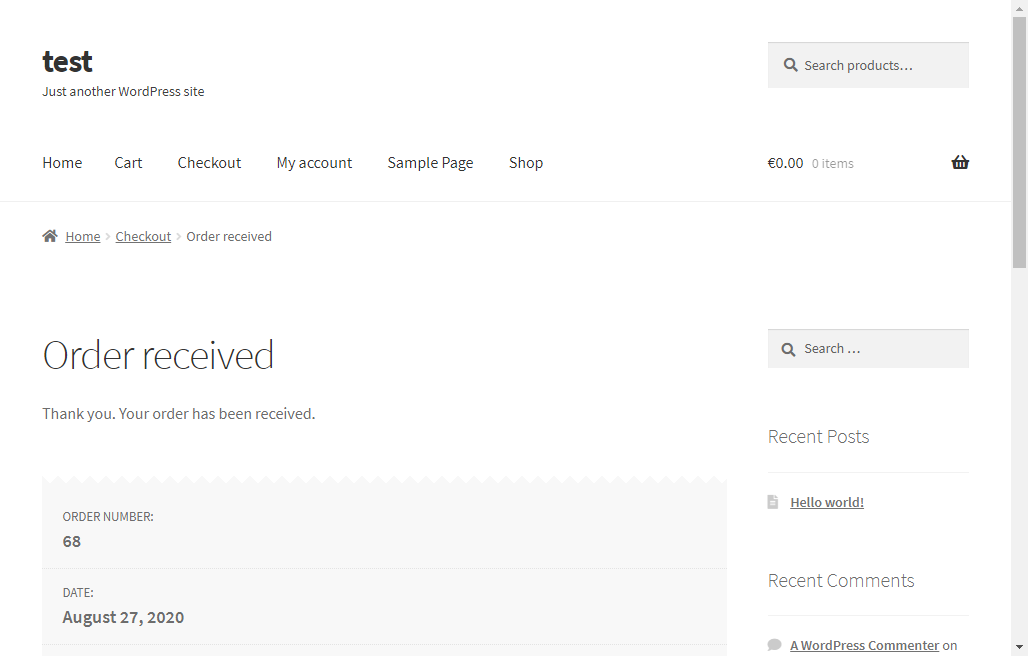 test
Just another WordPress site
Search products…
Home Cart Checkout My account Sample Page Shop
€0.00 0 items
Home › Checkout › Order received
Order received
Thank you. Your order has been received.
ORDER NUMBER:
68
DATE:
August 27, 2020
Search …
Recent Posts
Hello world!
Recent Comments
A WordPress Commenter on